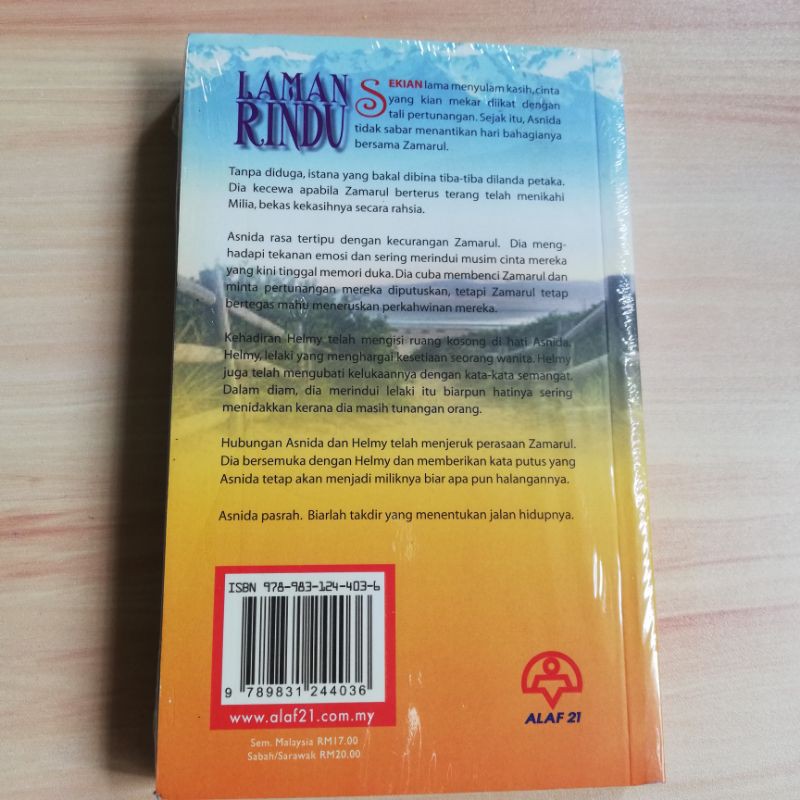 LAMAN
RINDU
SEKIAN lama menyulam kasih, cinta
yang kian mekar diikat dengan
tali pertunangan. Sejak itu, Asnida
tidak sabar menantikan hari bahagianya
bersama Zamarul.
Tanpa diduga, istana yang bakal dibina tiba-tiba dilanda petaka.
Dia kecewa apabila Zamarul berterus terang telah menikahi
Milia, bekas kekasihnya secara rahsia.
Asnida rasa tertipu dengan kecurangan Zamarul. Dia meng-
hadapi tekanan emosi dan sering merindui musim cinta mereka
yang kini tinggal memori duka. Dia cuba membenci Zamarul dan
minta pertunangan mereka diputuskan, tetapi Zamarul tetap
bertegas mahu meneruskan perkahwinan mereka.
Kehadiran Helmy telah mengisi ruang kosong di hati Asnida.
Helmy, lelaki yang menghargai kesetiaan seorang wanita. Helmy
juga telah mengubati kelukaannya dengan kata-kata semangat.
Dalam diam, dia merindui lelaki itu biarpun hatinya sering
menidakkan kerana dia masih tunangan orang.
Hubungan Asnida dan Helmy telah menjeruk perasaan Zamarul.
Dia bersemuka dengan Helmy dan memberikan kata putus yang
Asnida tetap akan menjadi miliknya biar apa pun halangannya.
Asnida pasrah. Biarlah takdir yang menentukan jalan hidupnya.
ISBN 978-983-124-403-6
9 789831 244036
www.alaf21.com.my
Sem. Malaysia RM17.00
Sabah/Sarawak RM20.00
ALAF 21